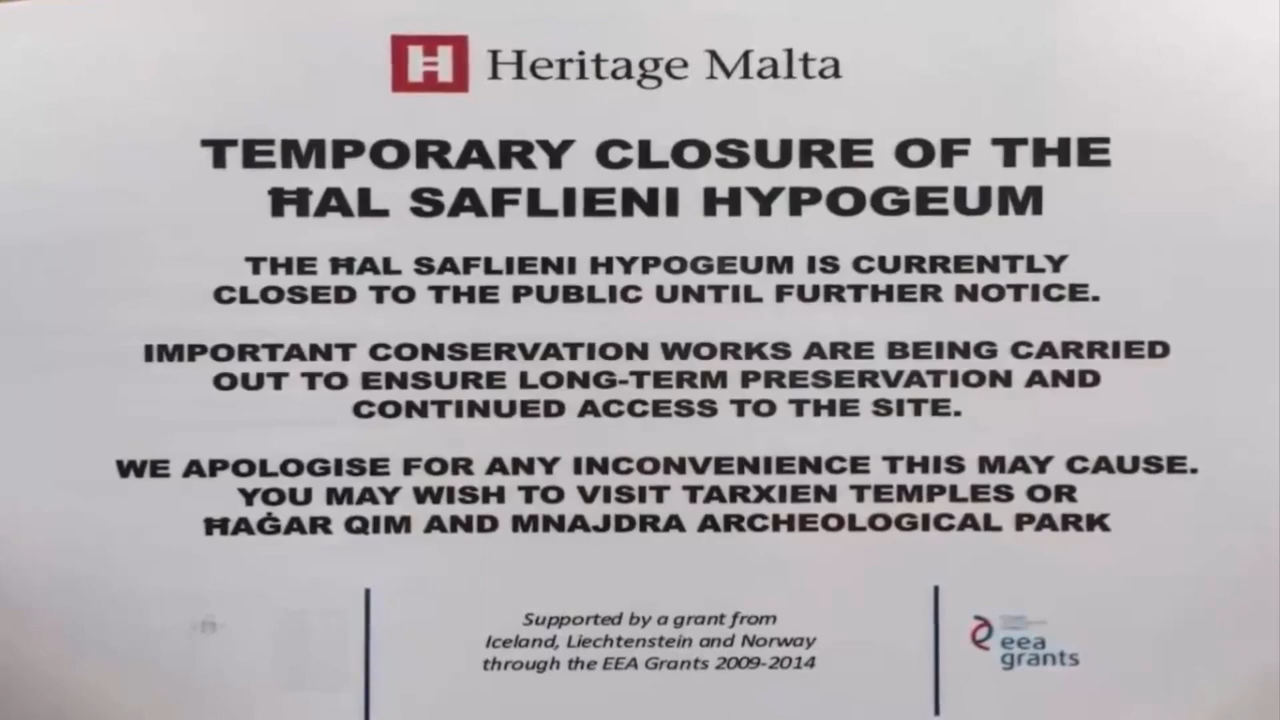 Heritage Malta
TEMPORARY CLOSURE OF THE
ĦAL SAFLIENI HYPOGEUM
THE ĦAL SAFLIENI HYPOGEUM IS CURRENTLY
CLOSED TO THE PUBLIC UNTIL FURTHER NOTICE.
IMPORTANT CONSERVATION WORKS ARE BEING CARRIED
OUT TO ENSURE LONG-TERM PRESERVATION AND
CONTINUED ACCESS TO THE SITE.
WE APOLOGISE FOR ANY INCONVENIENCE THIS MAY CAUSE.
YOU MAY WISH TO VISIT TARXIEN TEMPLES OR
ĦAĠAR QIM AND MNAJDRA ARCHEOLOGICAL PARK
Supported by a grant from
Iceland, Liechtenstein and Norway
through the EEA Grants 2009-2014
eea
grants